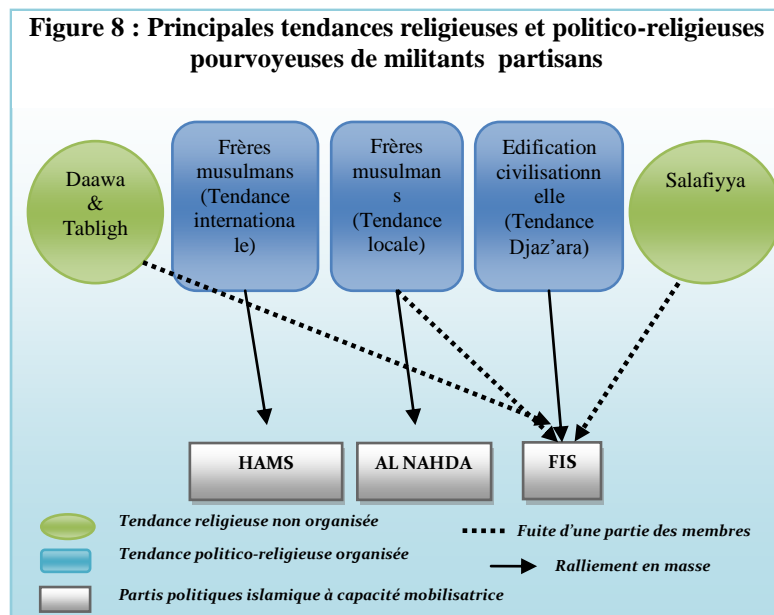 Figure 8 : Principales tendances religieuses et politico-religieuses
pourvoyeuses de militants partisans
Daawa
&
Tabligh
Frères
musulmans
(Tendance
internationa
le)
Frères
musulman
s
(Tendance
locale)
Edification
civilisationn
elle
(Tendance
Djaz'ara)
Salafiyya
HAMS
AL NAHDA
FIS
Tendance religieuse non organisée
Tendance politico-religieuse organisée
Partis politiques islamique à capacité mobilisatrice
Fuite d'une partie des membres
Ralliement en masse